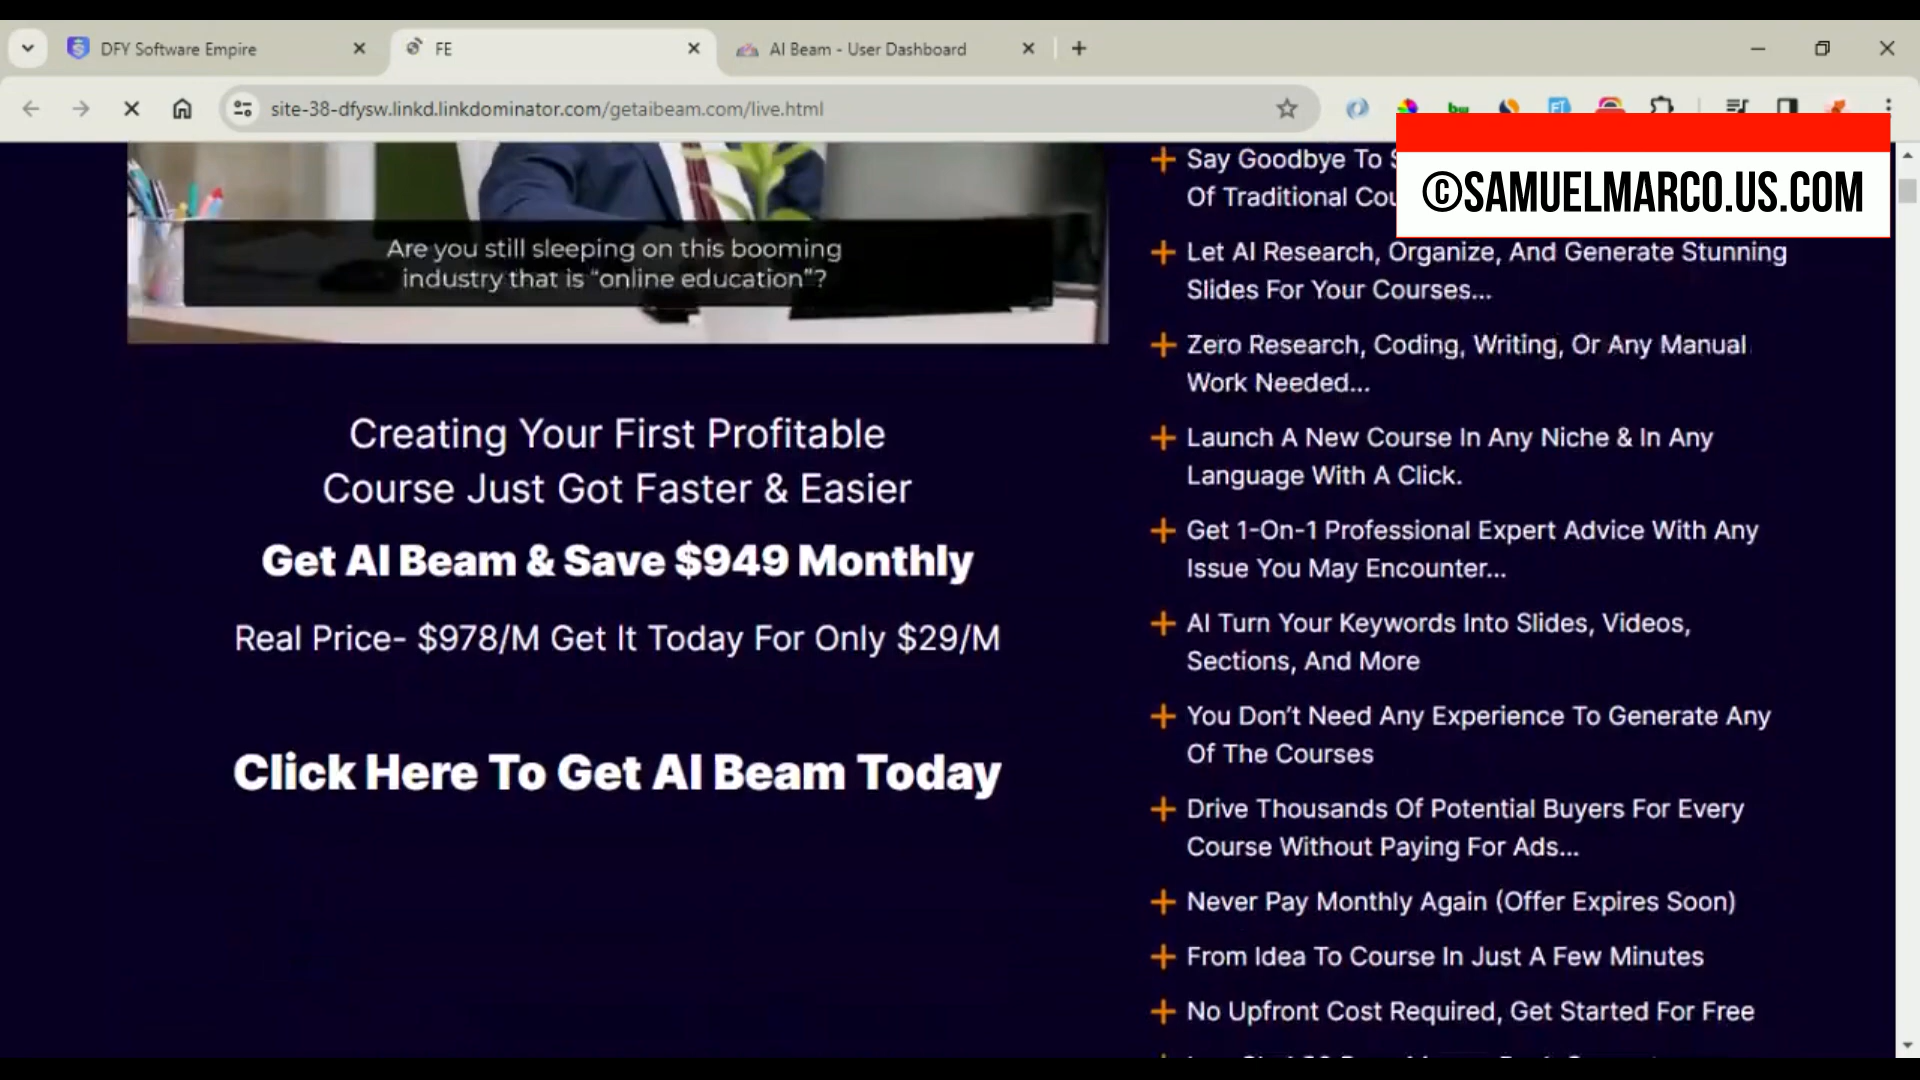 DFY Software Empire
FE
AI Beam - User Dashboard
site-38-dfysw.linkd.linkdominator.com/getaibeam.com/live.html
©SAMUELMARCO.US.COM
Are you still sleeping on this booming
industry that is “online education”?
Creating Your First Profitable
Course Just Got Faster & Easier
Get AI Beam & Save $949 Monthly
Real Price- $978/M Get It Today For Only $29/M
Click Here To Get AI Beam Today
Say Goodbye To
Of Traditional
Let AI Research, Organize, And Generate Stunning
Slides For Your Courses...
Zero Research, Coding, Writing, Or Any Manual
Work Needed...
Launch A New Course In Any Niche & In Any
Language With A Click.
Get 1-On-1 Professional Expert Advice With Any
Issue You May Encounter...
AI Turn Your Keywords Into Slides, Videos,
Sections, And More
You Don’t Need Any Experience To Generate Any
Of The Courses
Drive Thousands Of Potential Buyers For Every
Course Without Paying For Ads...
Never Pay Monthly Again (Offer Expires Soon)
From Idea To Course In Just A Few Minutes
No Upfront Cost Required, Get Started For Free